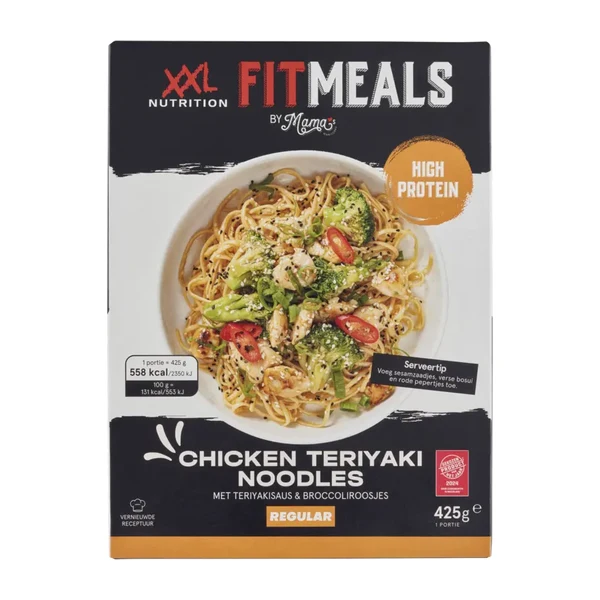 XXL
NUTRITION
FITMEALS
BY Mama's
HIGH
PROTEIN
1 portie = 425 g
558 kcal/2350 kJ
100 g =
131 kcal/553 kJ
Serveertip
Voeg sesamzaadjes, verse bosui
en rode pepertjes toe.
CHICKEN TERIYAKI
NOODLES
MET TERIYAKISAUS & BROCCOLIROOSJES
REGULAR
VERNIEUWDE
RECEPTUUR
2024
425g e
1 PORTIE